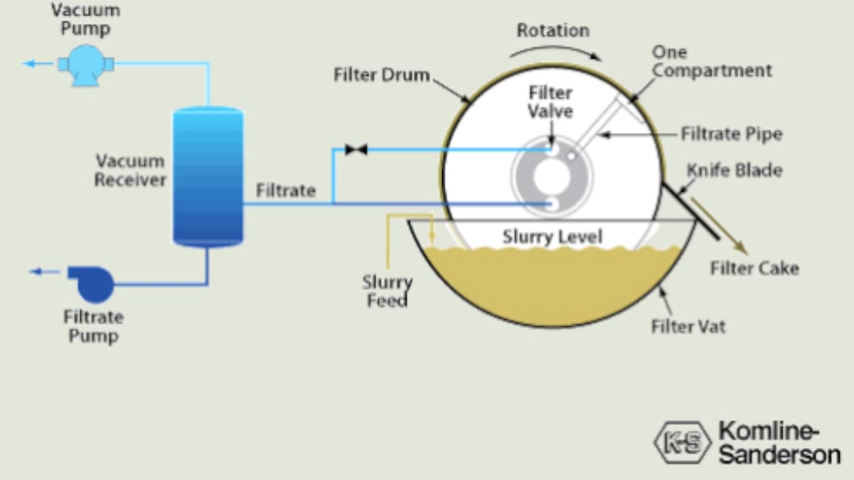 Vacuum
Pump
Rotation
One
Compartment
Filter Drum
Filter
Valve
Filtrate Pipe
Vacuum
Receiver
Knife Blade
Filtrate
Slurry Level
Filter Cake
Slurry
Feed
Filtrate
Pump
Filter Vat
K-S
Komline-
Sanderson